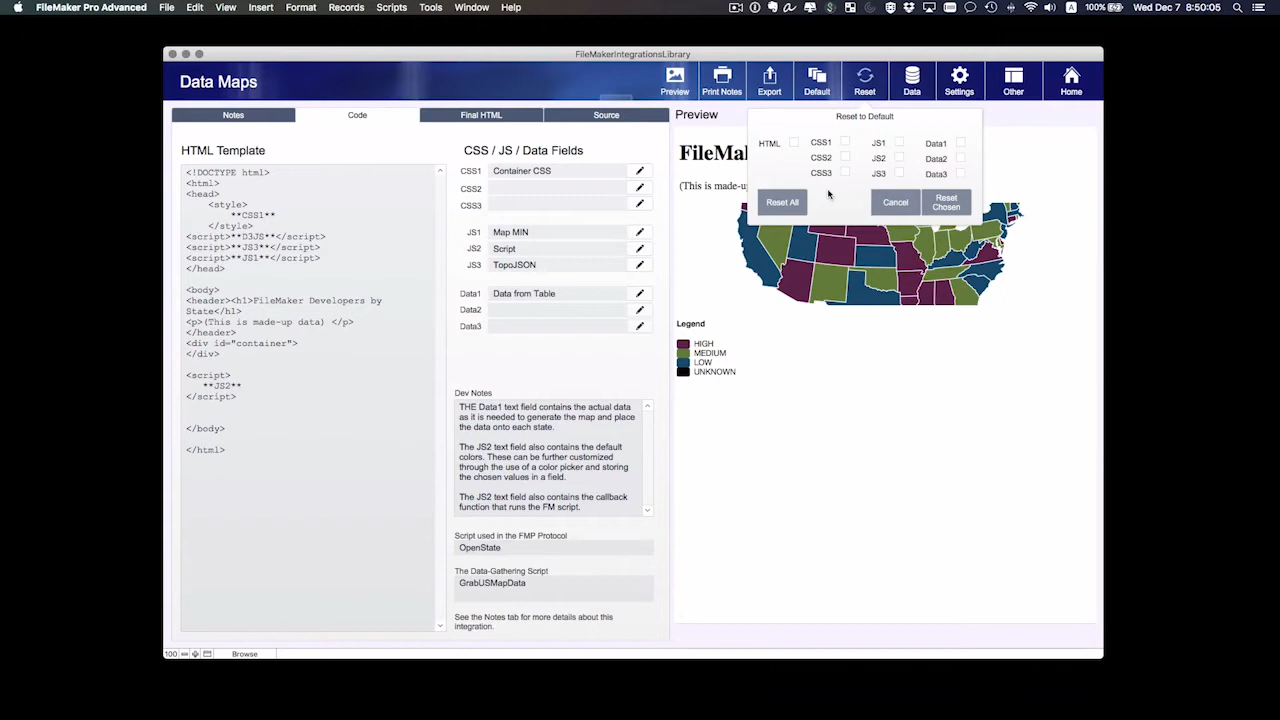 FileMaker Pro Advanced File Edit View Insert Format Records Scripts Tools Window Help 100% Wed Dec 7 8:50:05
FileMakerIntegrationsLibrary
Data Maps
Preview Print Notes Export Default Reset Data Settings Other Home
Notes Code Final HTML Source
Preview
Reset to Default
HTML CSS1 JS1 Data1
CSS2 JS2 Data2
CSS3 JS3 Data3
Reset All Cancel Reset Chosen
FileMa
(This is made-u
HTML Template
<!DOCTYPE html>
<html>
<head>
<style>
**CSS1**
</style>
<script>**D3JS**</script>
<script>**JS3**</script>
<script>**JS1**</script>
</head>
<body>
<header><h1>FileMaker Developers by
State</h1>
<p>(This is made-up data) </p>
</header>
<div id="container">
</div>
<script>
**JS2**
</script>
</body>
</html>
CSS / JS / Data Fields
CSS1 Container CSS
CSS2
CSS3
JS1 Map MIN
JS2 Script
JS3 TopoJSON
Data1 Data from Table
Data2
Data3
Dev Notes
THE Data1 text field contains the actual data
as it is needed to generate the map and place
the data onto each state.
The JS2 text field also contains the default
colors. These can be further customized
through the use of a color picker and storing
the chosen values in a field.
The JS2 text field also contains the callback
function that runs the FM script.
Script used in the FMP Protocol
OpenState
The Data-Gathering Script
GrabUSMapData
See the Notes tab for more details about this
integration.
Legend
HIGH
MEDIUM
LOW
UNKNOWN
100 Browse